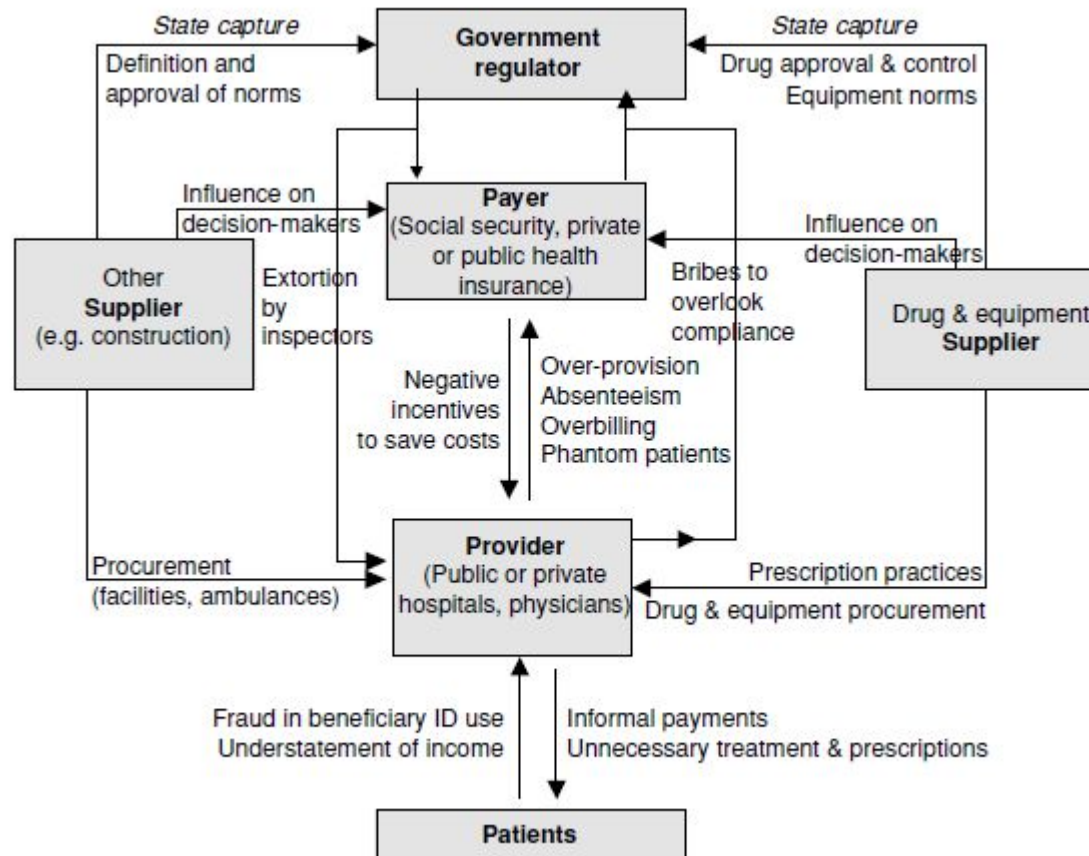 State capture
Government
regulator
State capture
Definition and
approval of norms
Drug approval & control
Equipment norms
Influence on
decision-makers
Payer
(Social security, private
or public health
insurance)
Influence on
decision-makers
Other
Supplier
(e.g. construction)
Extortion
by
inspectors
Bribes to
overlook
compliance
Drug & equipment
Supplier
Negative
incentives
to save costs
Over-provision
Absenteeism
Overbilling
Phantom patients
Procurement
(facilities, ambulances)
Provider
(Public or private
hospitals, physicians)
Prescription practices
Drug & equipment procurement
Fraud in beneficiary ID use
Understatement of income
Informal payments
Unnecessary treatment & prescriptions
Patients